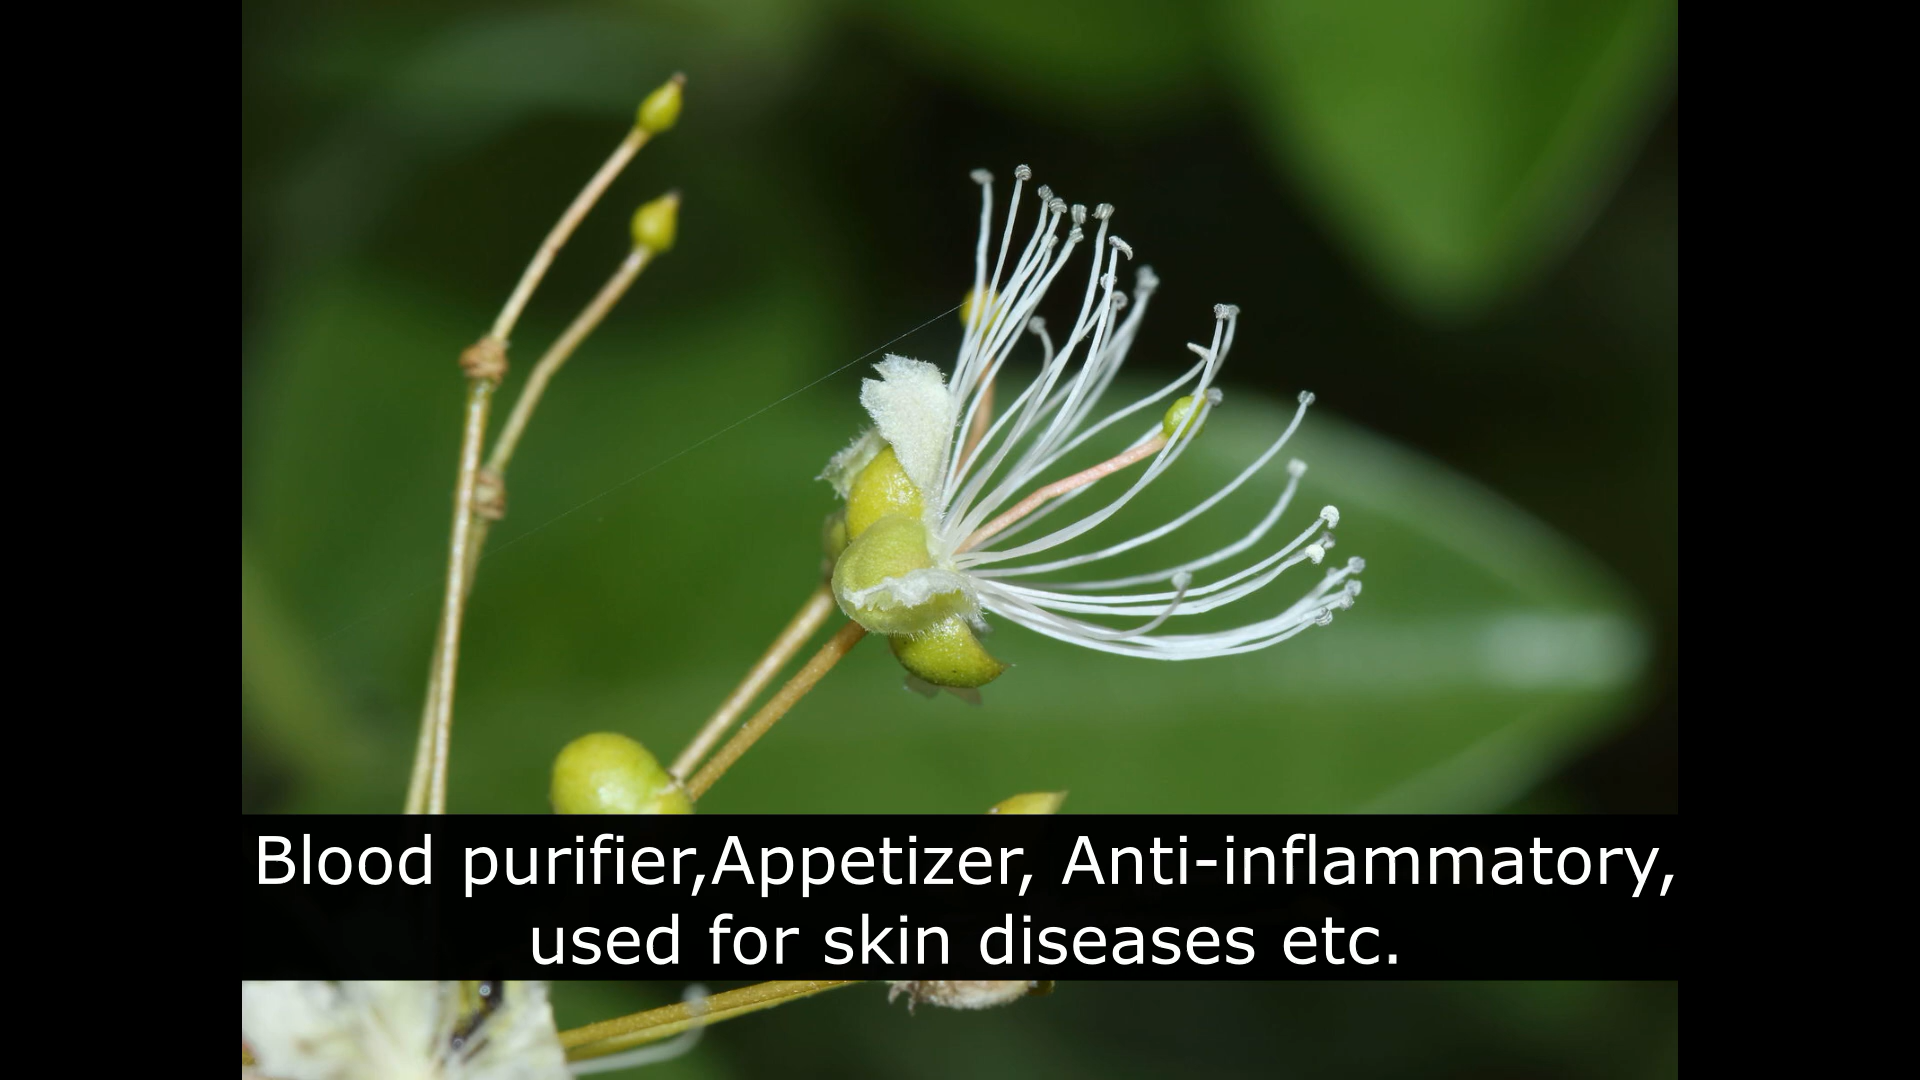 Blood purifier,Appetizer, Anti-inflammatory,
used for skin diseases etc.